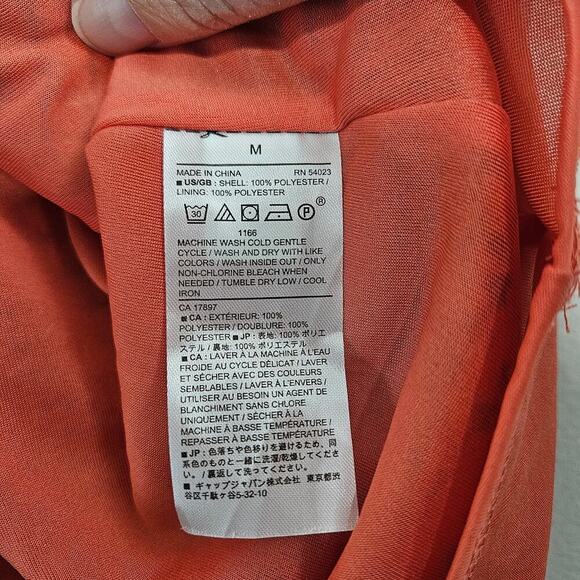 M
MADE IN CHINA RN 54023
■ US/GB : SHELL: 100% POLYESTER /
LINING: 100% POLYESTER
30 P ®
1166
MACHINE WASH COLD GENTLE
CYCLE / WASH AND DRY WITH LIKE
COLORS / WASH INSIDE OUT / ONLY
NON-CHLORINE BLEACH WHEN
NEEDED / TUMBLE DRY LOW / COOL
IRON
CA 17897
■ CA : EXTÉRIEUR: 100%
POLYESTER / DOUBLURE: 100%
POLYESTER ■ JP : 表地: 100% ポリエ
ステル / 裏地: 100% ポリエステル
■ CA : LAVER À LA MACHINE À L'EAU
FROIDE AU CYCLE DÉLICAT / LAVER
ET SÉCHER AVEC DES COULEURS
SEMBLABLES / LAVER À L'ENVERS /
UTILISER AU BESOIN UN AGENT DE
BLANCHIMENT SANS CHLORE
UNIQUEMENT / SÉCHER À LA
MACHINE À BASSE TEMPÉRATURE /
REPASSER À BASSE TEMPÉRATURE
■ JP : 色落ちや色移りを避けるため、同
系色のものと一緒に洗濯/乾燥してくださ
い。/ 裏返して洗ってください。
■ ギャップジャパン株式会社 東京都渋
谷区千駄ヶ谷5-32-10